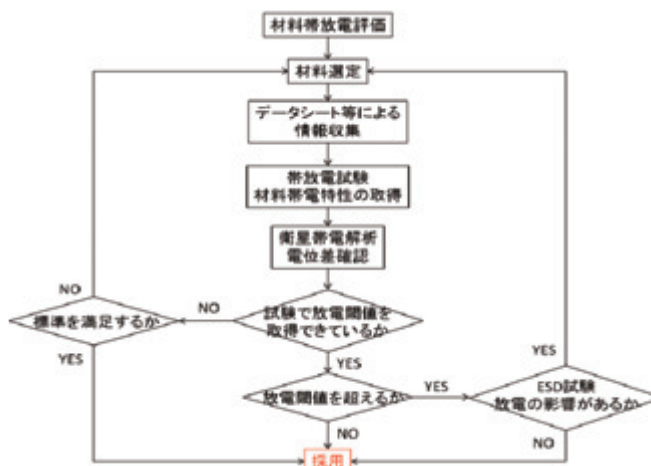 材料帯放電評価
材料選定
データシート等による
情報収集
帯放電試験
材料帯電特性の取得
衛星帯電解析
電位差確認
NO
標準を満足するか
YES
NO
試験で放電閾値を
取得できているか
YES
放電閾値を超えるか
YES
NO
YES
ESD試験
放電の影響があるか
NO
採用